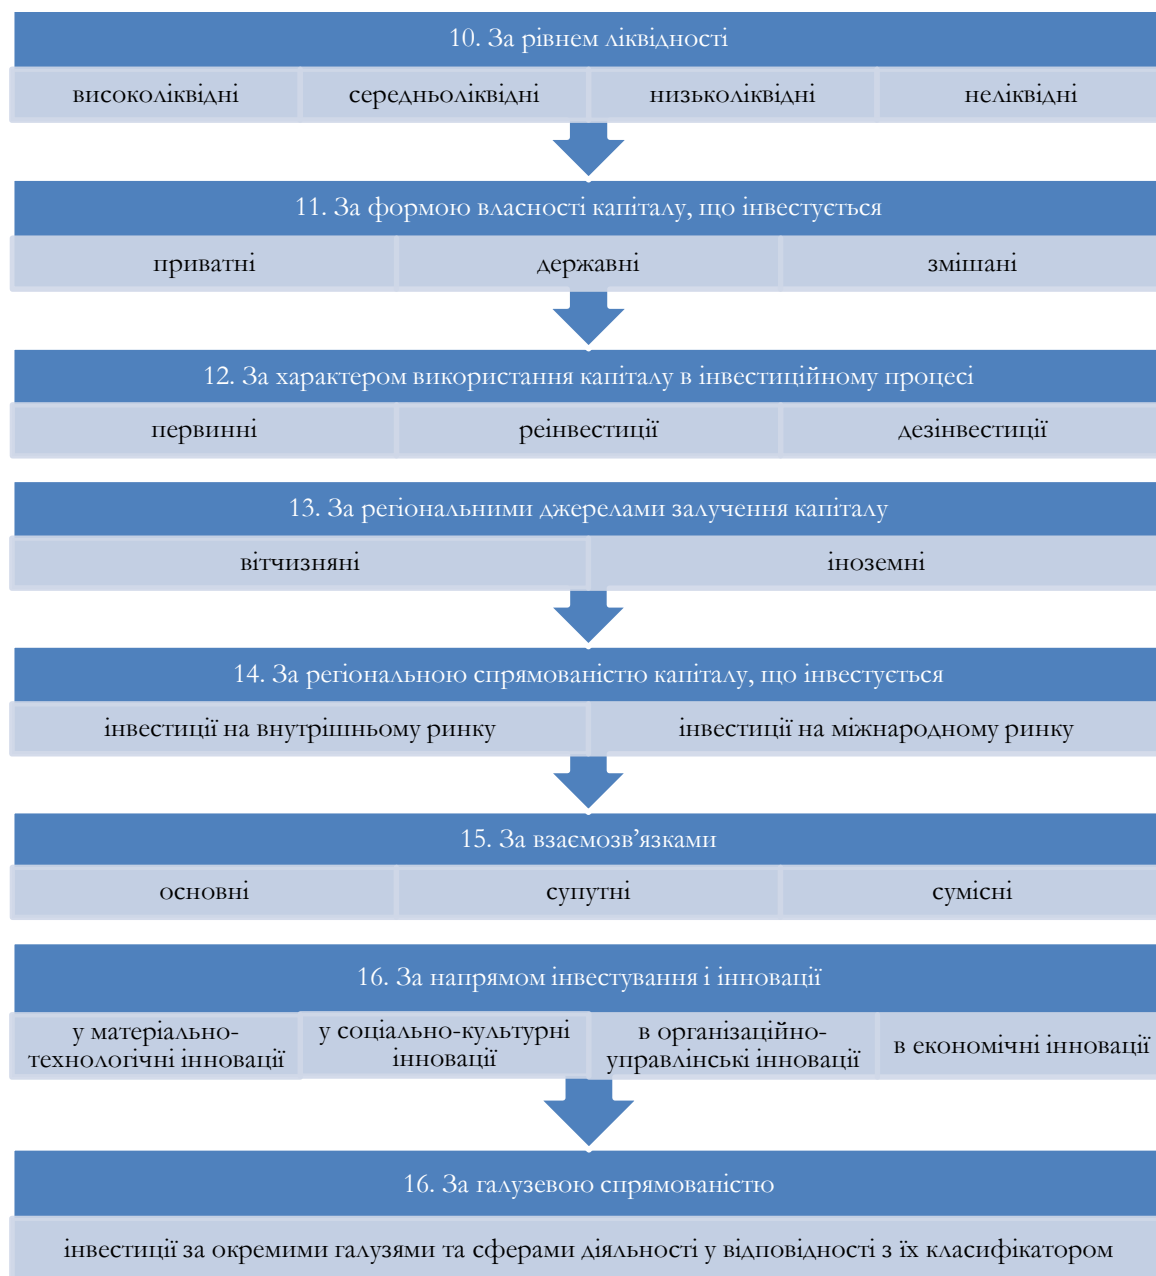 10. За рівнем ліквідності
високоліквідні середньоліквідні низьколіквідні неліквідні
11. За формою власності капіталу, що інвестується
приватні державні змішані
12. За характером використання капіталу в інвестиційному процесі
первинні реінвестиції дезінвестиції
13. За регіональними джерелами залучення капіталу
вітчизняні іноземні
14. За регіональною спрямованістю капіталу, що інвестується
інвестиції на внутрішньому ринку інвестиції на міжнародному ринку
15. За взаємозв’язками
основні супутні сумісні
16. За напрямом інвестування і інновації
у матеріально-
технологічні інновації
у соціально-культурні
інновації
в організаційно-
управлінські інновації
в економічні інновації
16. За галузевою спрямованістю
інвестиції за окремими галузями та сферами діяльності у відповідності з їх класифікатором